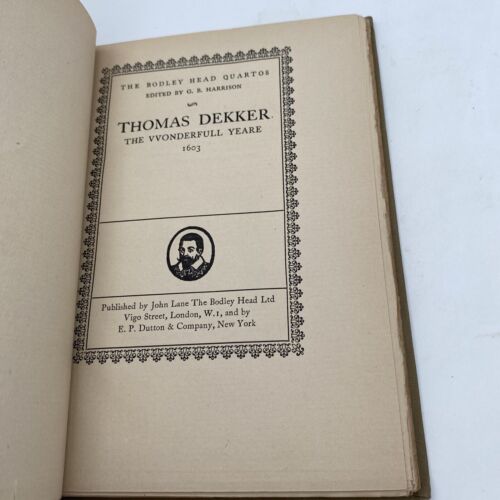 THE BODLEY HEAD QUARTOS
EDITED BY G. B. HARRISON
THOMAS DEKKER
THE VVONDERFULL YEARE
1603
Published by John Lane The Bodley Head Ltd
Vigo Street, London, W.1, and by
E. P. Dutton & Company, New York